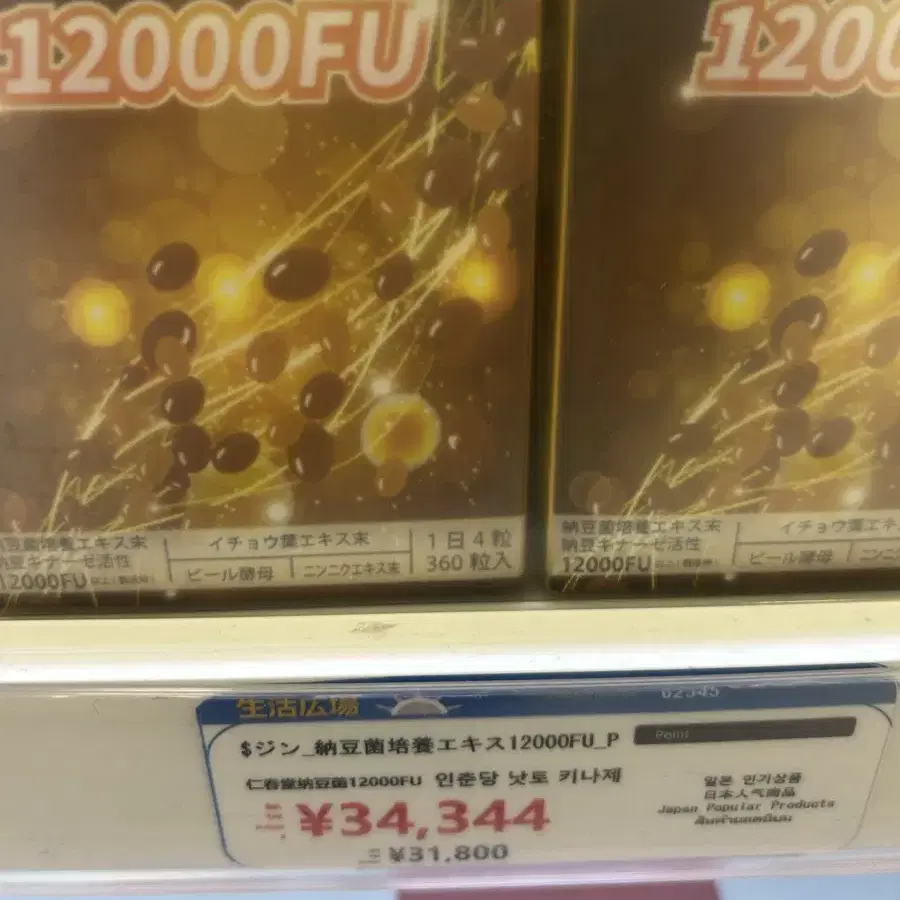 12000FU
1200
豆菌培養エキス末
納豆キナーゼ活性
12000FU
イチョウ葉エキス末
ビール酵母
ニンニクエキス末
1日4粒
360粒入
納豆菌培養エキス末
納豆キナーゼ活性
12000FU
イチョウ葉エキ
ビール酵母
ニンニ
生活広場
02345
$ジン_納豆菌培養エキス12000FU_P
Point
仁春堂納豆菌12000FU 인춘당 낫토 키나제
¥34,344
¥31,800
일본 인기상품
日本人气商品
Japan Popular Products